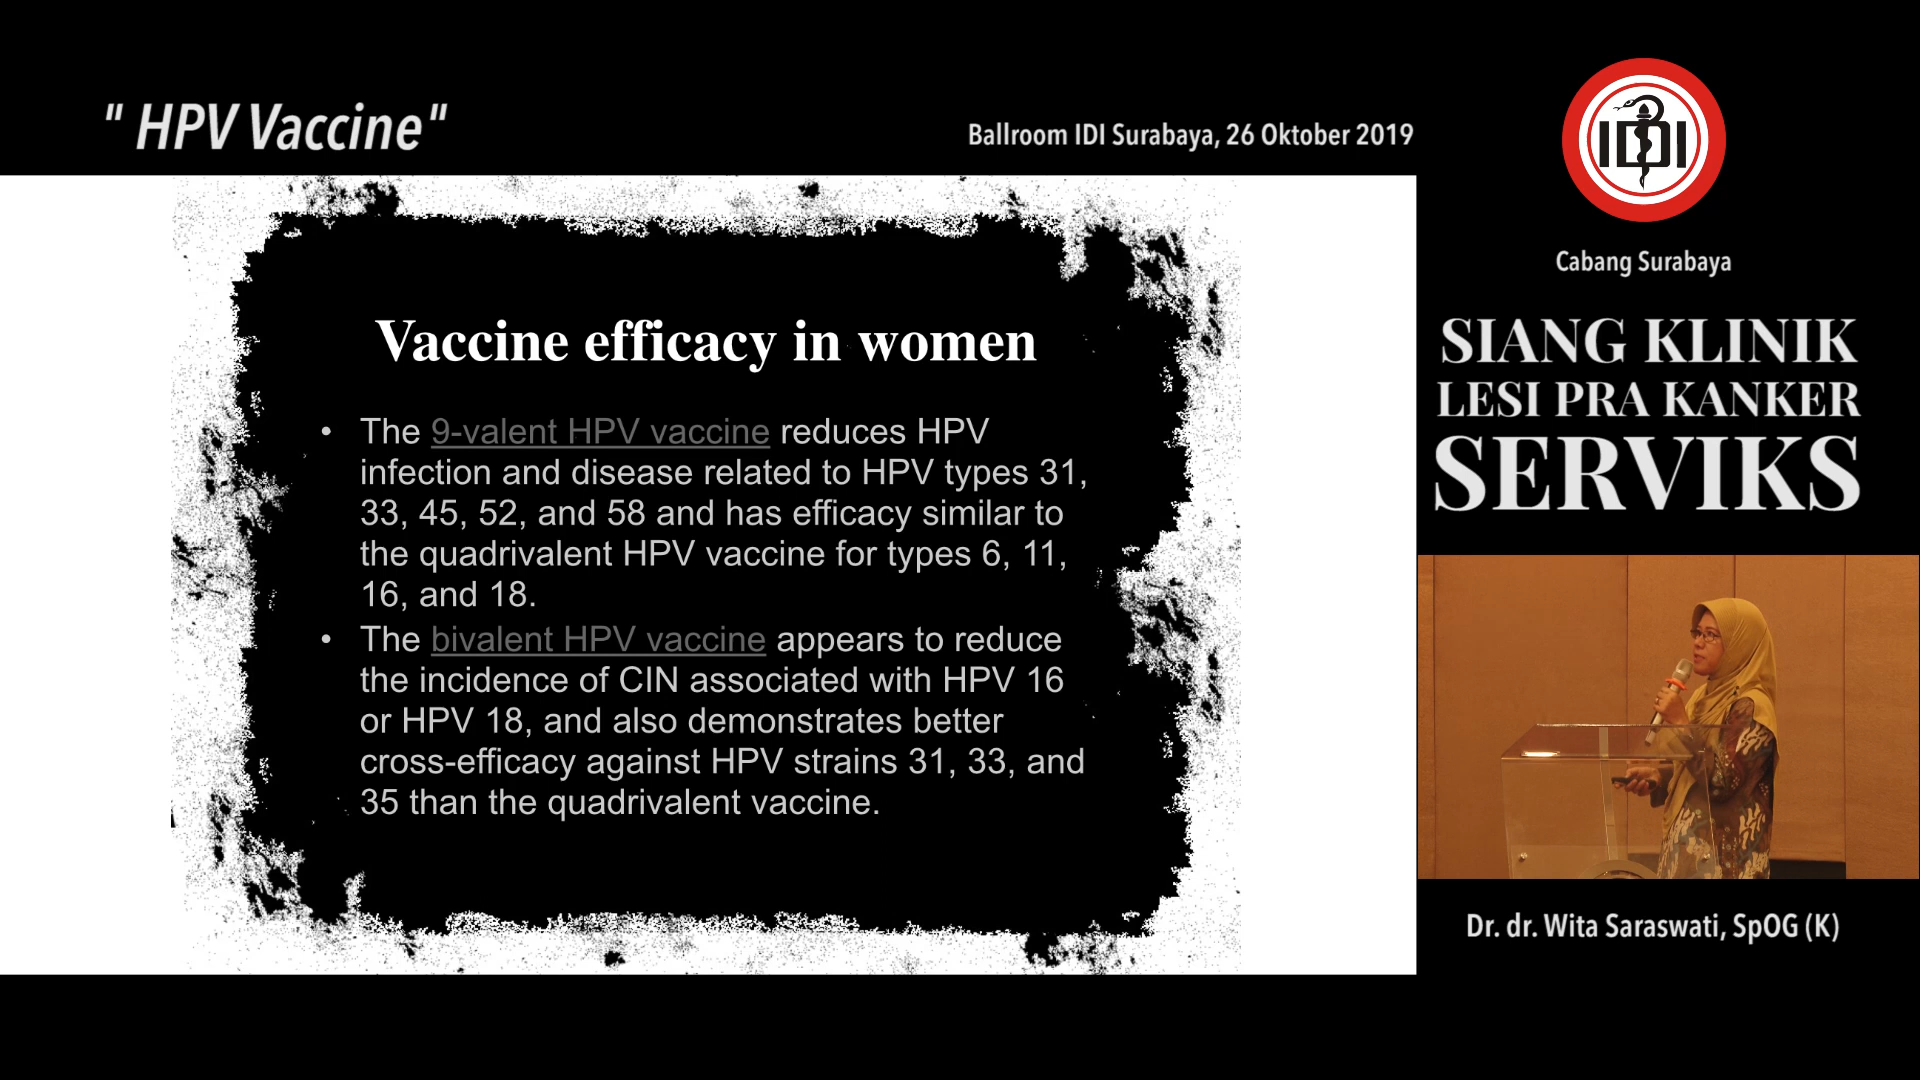 " HPV Vaccine"
Ballroom IDI Surabaya, 26 Oktober 2019
IDI
Cabang Surabaya
SIANG KLINIK
LESI PRA KANKER
SERVIKS
Vaccine efficacy in women
• The 9-valent HPV vaccine reduces HPV
infection and disease related to HPV types 31,
33, 45, 52, and 58 and has efficacy similar to
the quadrivalent HPV vaccine for types 6, 11,
16, and 18.
• The bivalent HPV vaccine appears to reduce
the incidence of CIN associated with HPV 16
or HPV 18, and also demonstrates better
cross-efficacy against HPV strains 31, 33, and
35 than the quadrivalent vaccine.
Dr. dr. Wita Saraswati, SpOG (K)